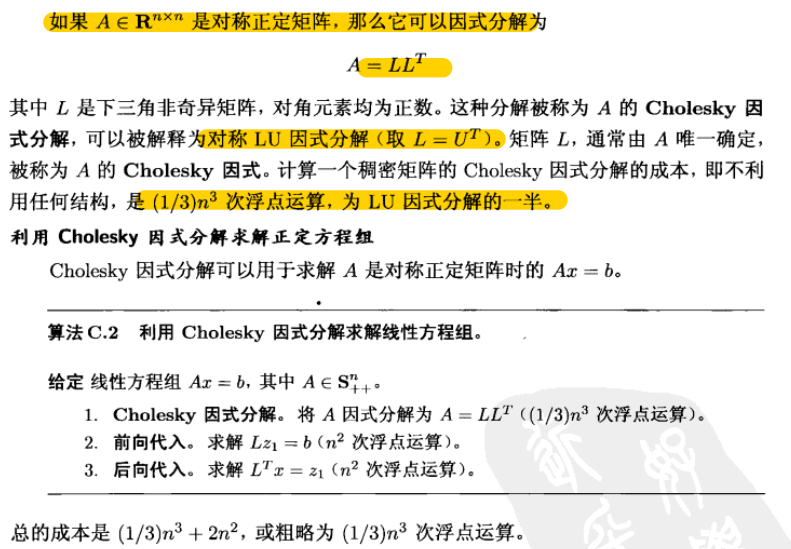 如果 A ∈ R^{n×n} 是对称正定矩阵，那么它可以因式分解为
A = LL^T
其中 L 是下三角非奇异矩阵，对角元素均为正数。这种分解被称为 A 的 Cholesky 因
式分解，可以被解释为对称 LU 因式分解（取 L = U^T）。矩阵 L，通常由 A 唯一确定，
被称为 A 的 Cholesky 因式。计算一个稠密矩阵的 Cholesky 因式分解的成本，即不利
用任何结构，是 (1/3)n^3 次浮点运算，为 LU 因式分解的一半。
利用 Cholesky 因式分解求解正定方程组
Cholesky 因式分解可以用于求解 A 是对称正定矩阵时的 Ax = b。
算法 C.2 利用 Cholesky 因式分解求解线性方程组。
给定 线性方程组 Ax = b，其中 A ∈ S^n_{++}。
1. Cholesky 因式分解。将 A 因式分解为 A = LL^T（(1/3)n^3 次浮点运算）。
2. 前向代入。求解 Lz_1 = b（n^2 次浮点运算）。
3. 后向代入。求解 L^T x = z_1（n^2 次浮点运算）。
总的成本是 (1/3)n^3 + 2n^2，或粗略为 (1/3)n^3 次浮点运算。